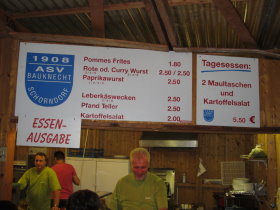 1908
ASV
BAUKNECHT
SCHORNDORF
ESSEN-
AUSGABE
Pommes Frites 1.80
Rote od. Curry Wurst 2.50 / 2.50
Paprikawurst 2.50
Leberkäswecken 2.50
Pfand Teller 2.50
Kartoffelsalat 2.00
Tagesessen:
2 Maultaschen
und
Kartoffelsalat
5,50 €